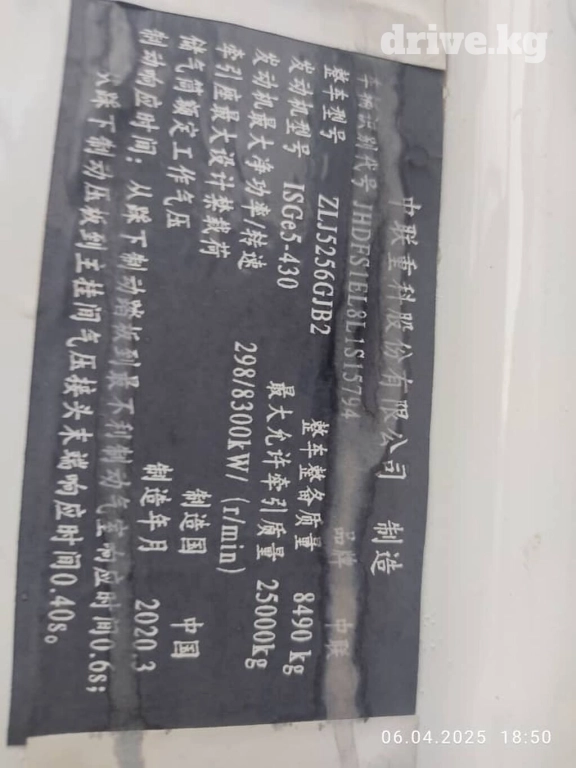 drive.kg
中联重科股份有限公司 制造
车辆识别代号 JHDFS1EL8L1S15794 品牌 中联
整车型号 ZLJ5256GJB2 整车整备质量 8490 kg
发动机型号 ISGe5-430 最大允许牵引质量 25000kg
发动机最大净功率/转速 298/8300kW/ (r/min)
牵引座最大设计禁载荷 制造国 中国
储气筒额定工作气压 制造年月 2020.3
制动响应时间：从踩下制动踏板到最不利制动气室响应时间0.6s；
从踩下制动压板到王桂间气压接头末端响应时间0.40s。
06.04.2025 18:50